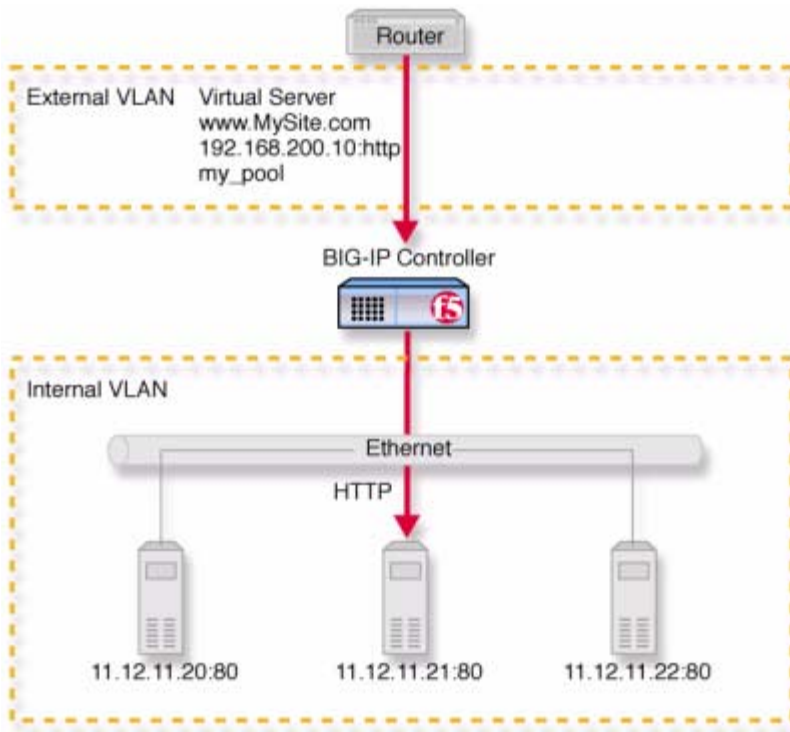 Router
External VLAN
Virtual Server
www.MySite.com
192.168.200.10:http
my_pool
BIG-IP Controller
f5
Internal VLAN
Ethernet
HTTP
11.12.11.20:80
11.12.11.21:80
11.12.11.22:80